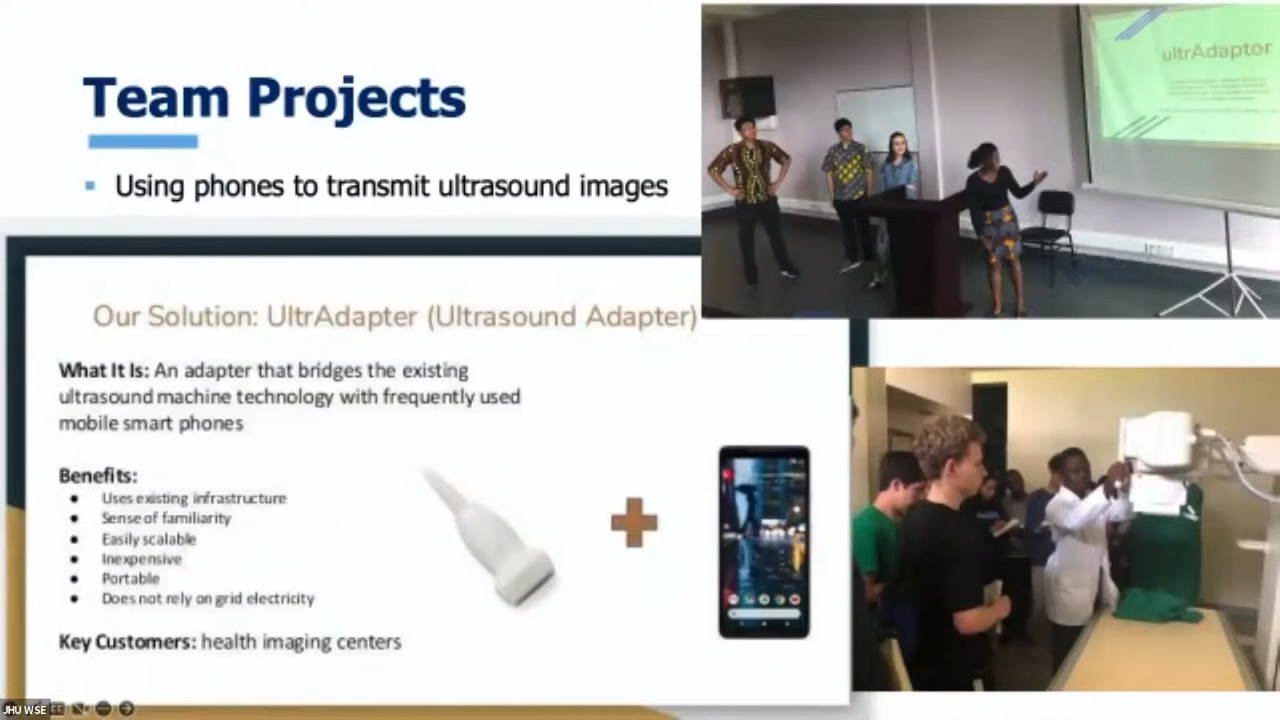 Team Projects
Using phones to transmit ultrasound images
ultrAdaptor
Our Solution: UltrAdapter (Ultrasound Adapter)
What It Is: An adapter that bridges the existing
ultrasound machine technology with frequently used
mobile smart phones
Benefits:
Uses existing infrastructure
Sense of familiarity
Easily scalable
Inexpensive
Portable
Does not rely on grid electricity
Key Customers: health imaging centers
JHU WSE